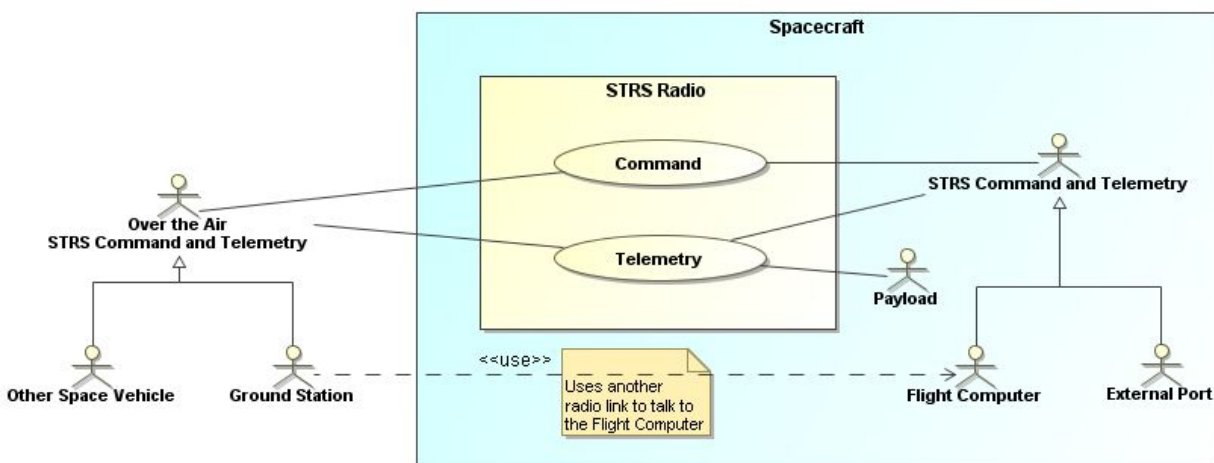 Spacecraft
STRS Radio
Command
STRS Command and Telemetry
Over the Air
STRS Command and Telemetry
Telemetry
Payload
<<use>>
Uses another
radio link to talk to
the Flight Computer
Other Space Vehicle
Ground Station
Flight Computer
External Port